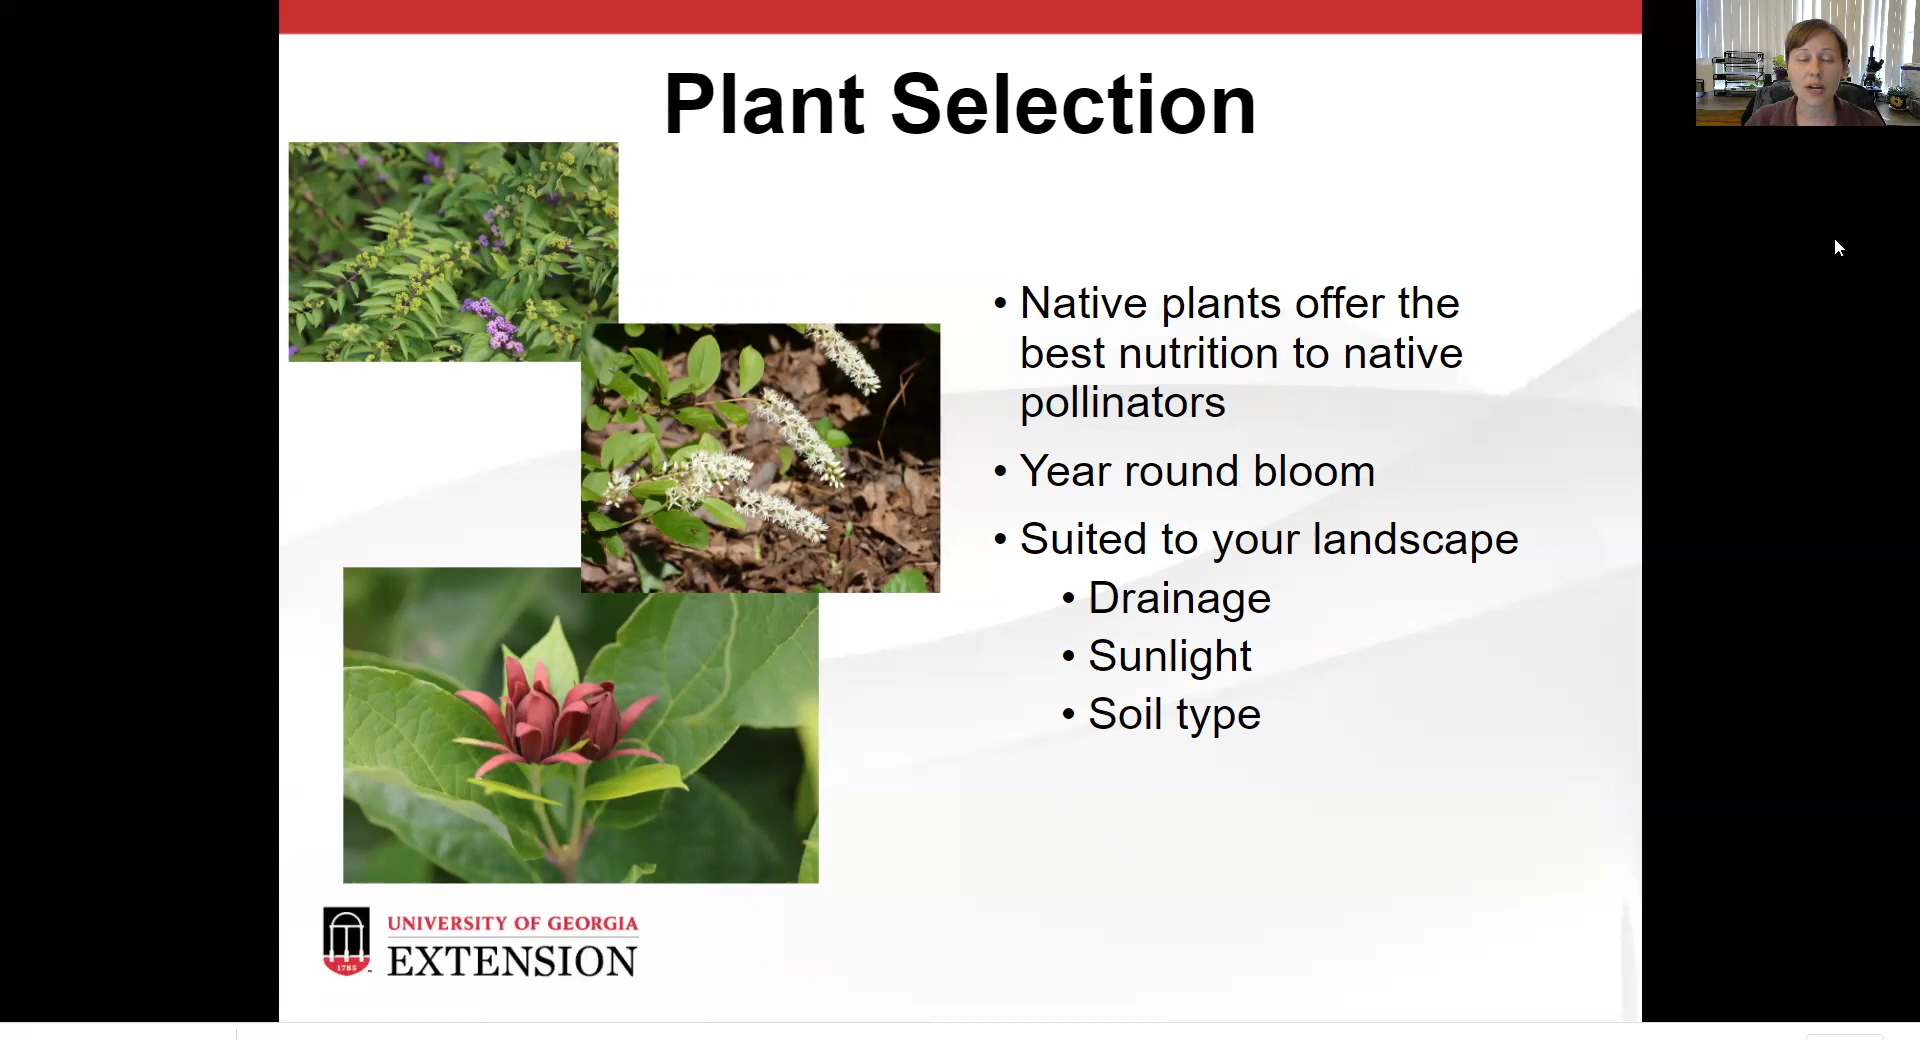 Plant Selection
• Native plants offer the
best nutrition to native
pollinators
• Year round bloom
• Suited to your landscape
• Drainage
• Sunlight
• Soil type
UNIVERSITY OF GEORGIA
EXTENSION
1785